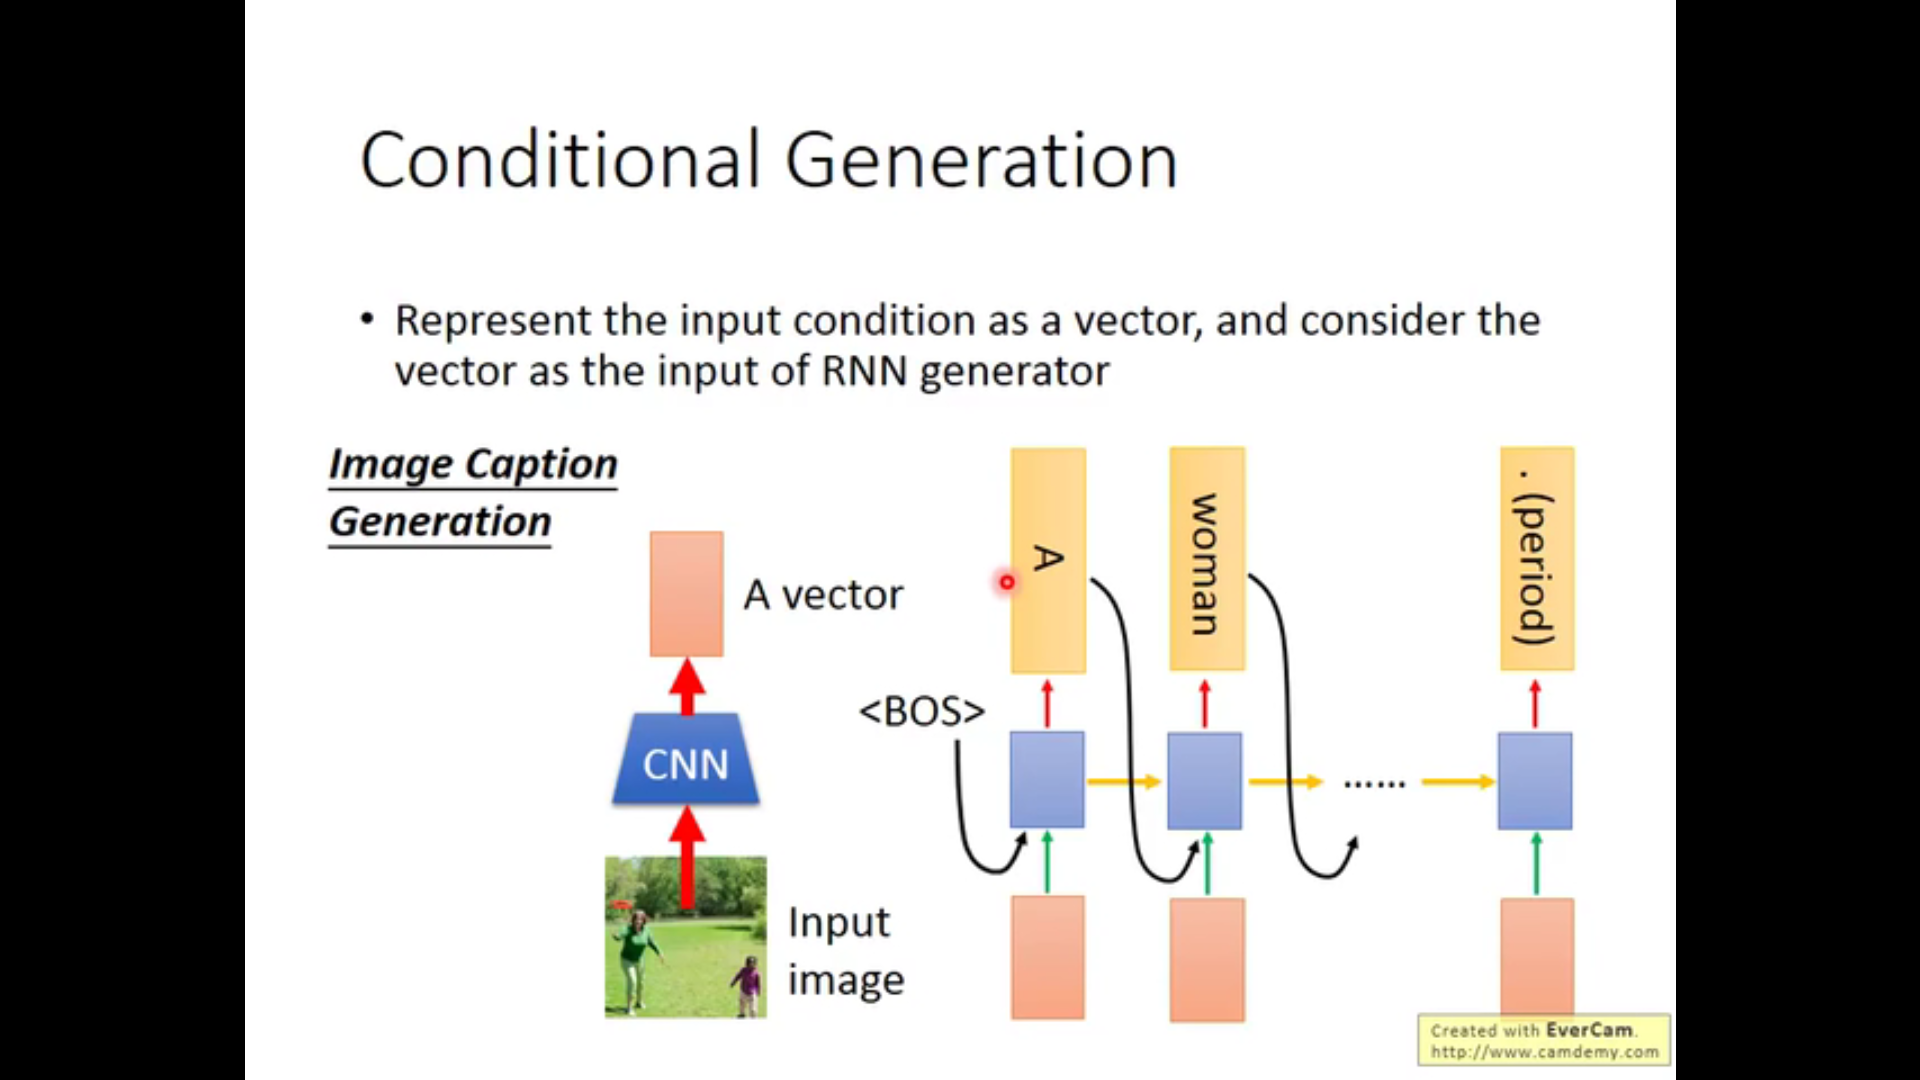 Conditional Generation
• Represent the input condition as a vector, and consider the
vector as the input of RNN generator
Image Caption
Generation
A vector
CNN
Input
image
<BOS>
A
woman
. (period)
......
Created with EverCam.
http://www.camdemy.com